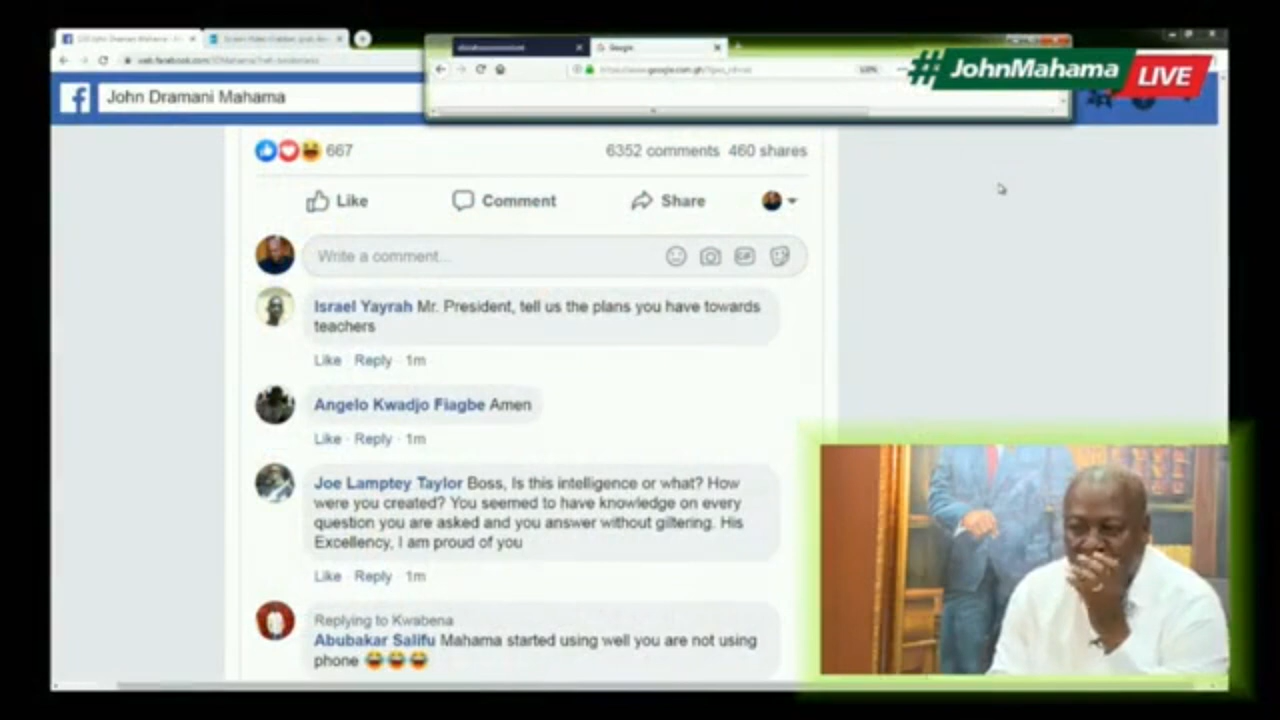 #JohnMahama LIVE
Google
John Dramani Mahama
667
6352 comments 460 shares
Like Comment Share
Write a comment...
GIF
Israel Yayrah Mr. President, tell us the plans you have towards
teachers
Like · Reply · 1m
Angelo Kwadjo Fiagbe Amen
Like · Reply · 1m
Joe Lamptey Taylor Boss, Is this intelligence or what? How
were you created? You seemed to have knowledge on every
question you are asked and you answer without giltering. His
Excellency, I am proud of you
Like · Reply · 1m
Replying to Kwabena
Abubakar Salifu Mahama started using well you are not using
phone 😂😂😂